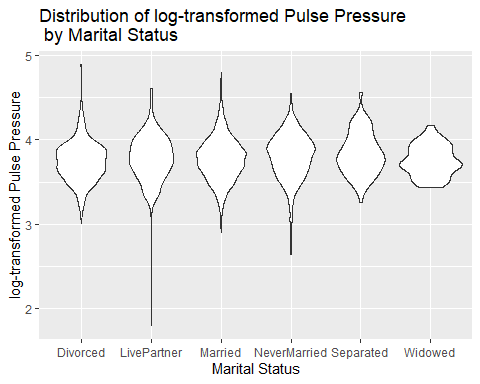 Distribution of log-transformed Pulse Pressure
by Marital Status
log-transformed Pulse Pressure
5
4
3
2
Divorced LivePartner Married NeverMarried Separated Widowed
Marital Status